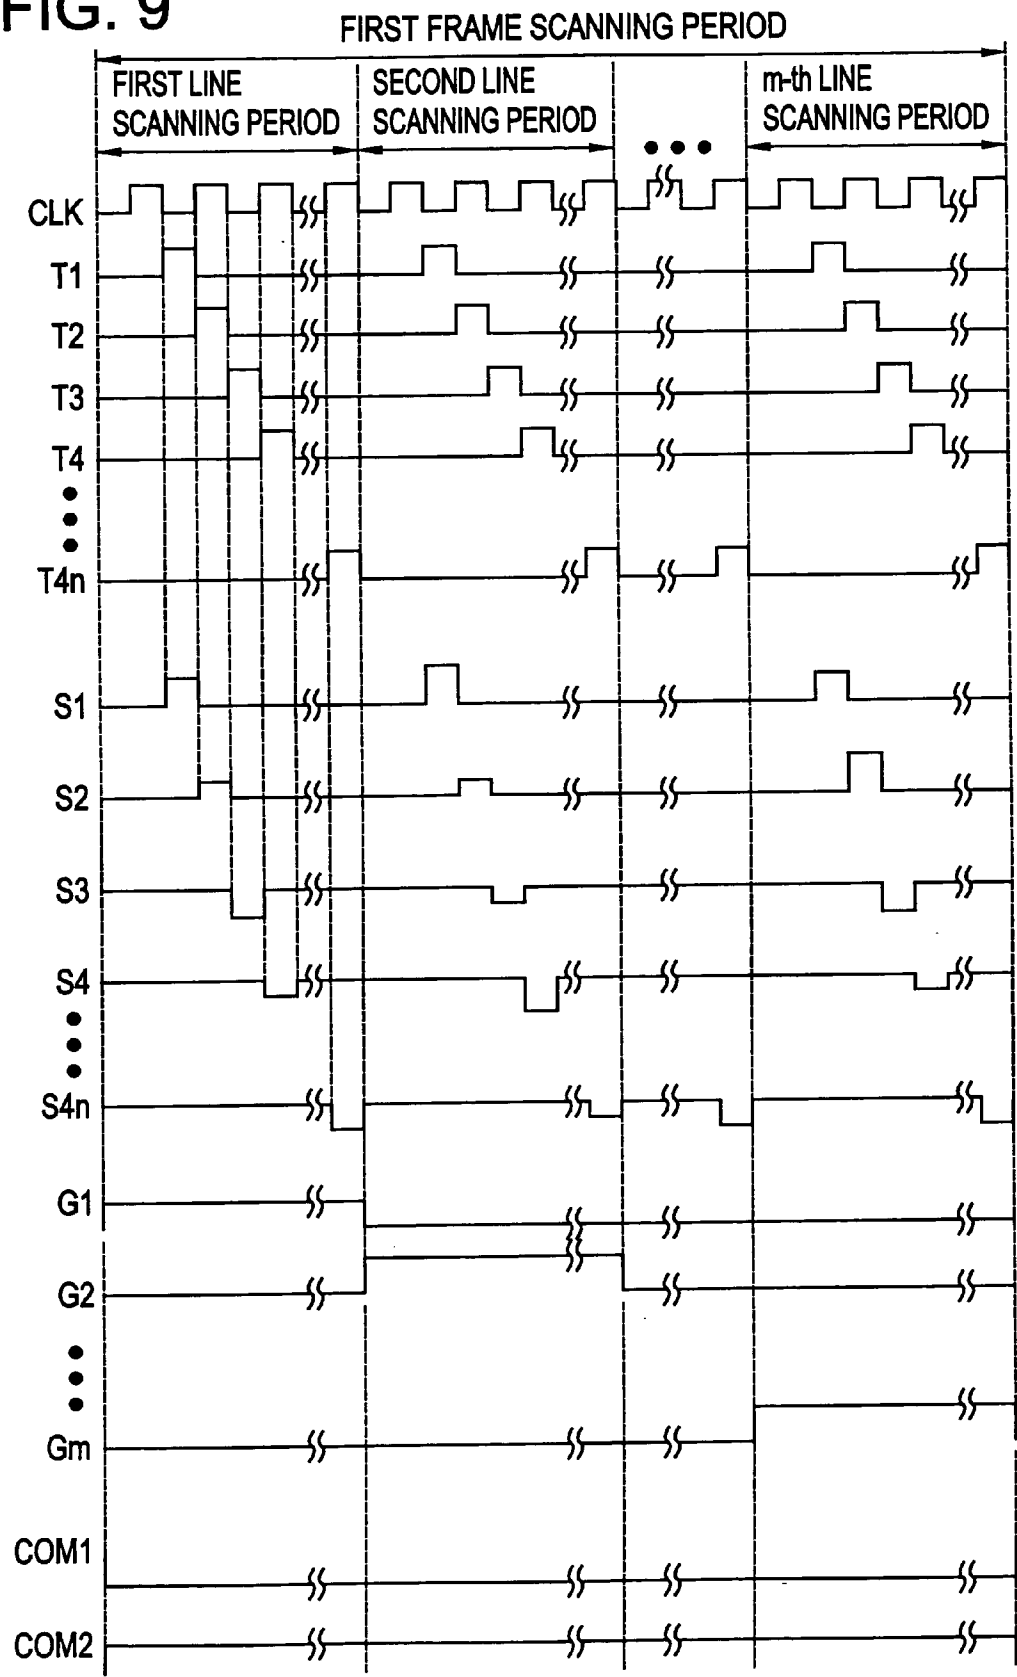 FIG. 9
FIRST FRAME SCANNING PERIOD
FIRST LINE
SCANNING PERIOD
SECOND LINE
SCANNING PERIOD
m-th LINE
SCANNING PERIOD
CLK
T1
T2
T3
T4
T4n
S1
S2
S3
S4
S4n
G1
G2
Gm
COM1
COM2